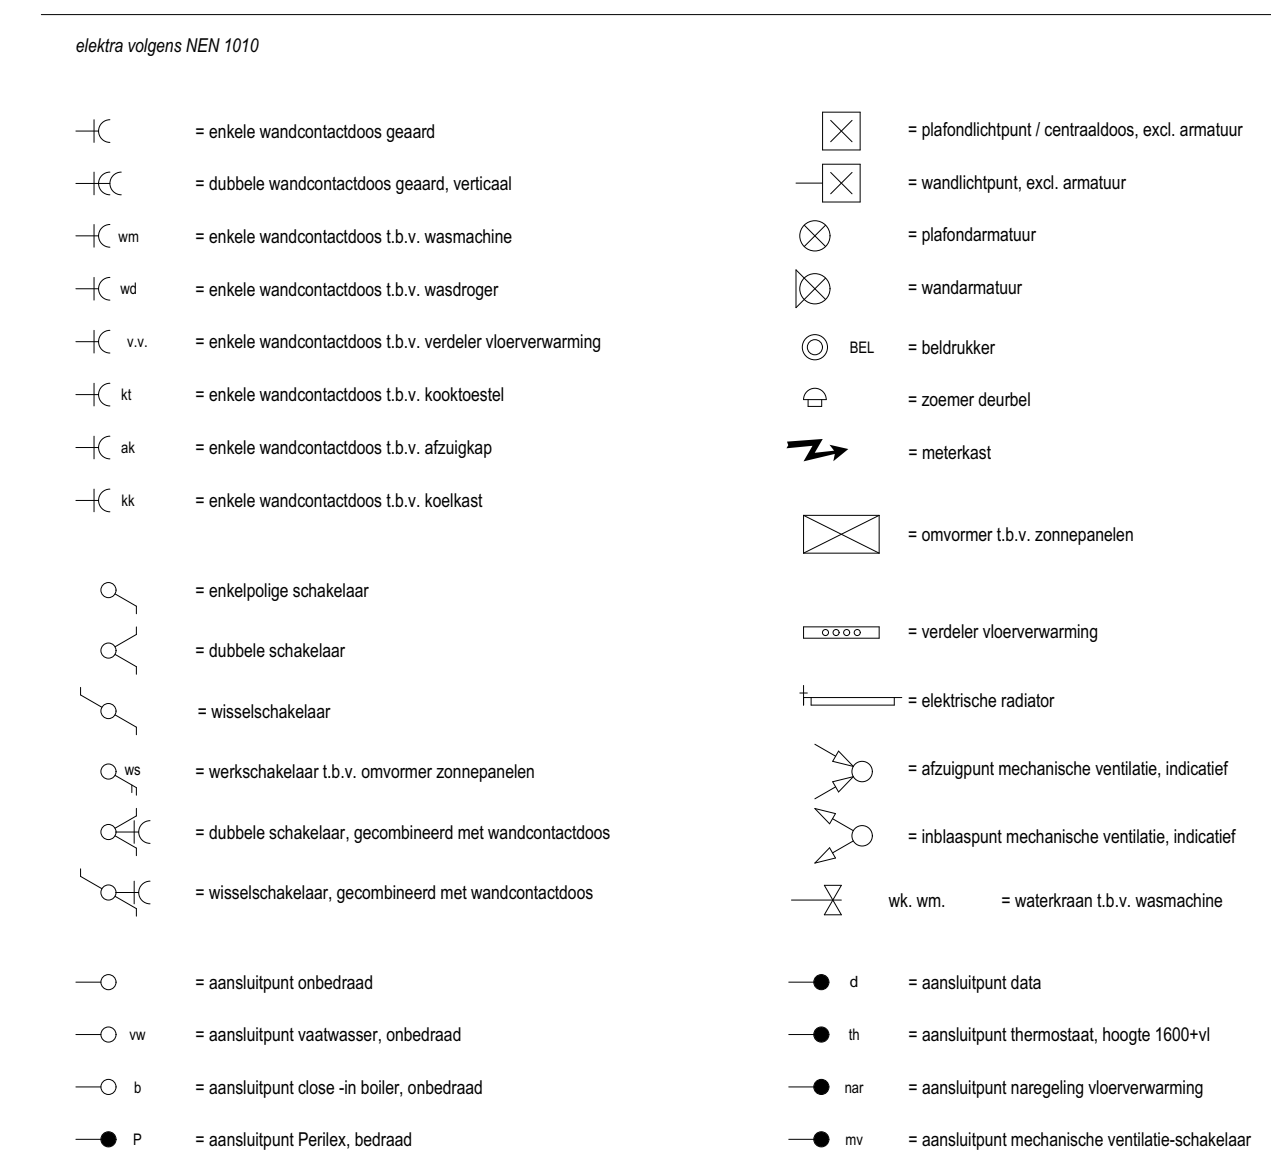 elektra volgens NEN 1010
= enkele wandcontactdoos geaard
= dubbele wandcontactdoos geaard, verticaal
wm = enkele wandcontactdoos t.b.v. wasmachine
wd = enkele wandcontactdoos t.b.v. wasdroger
v.v. = enkele wandcontactdoos t.b.v. verdeler vloerverwarming
kt = enkele wandcontactdoos t.b.v. kooktoestel
ak = enkele wandcontactdoos t.b.v. afzuigkap
kk = enkele wandcontactdoos t.b.v. koelkast
= enkelpolige schakelaar
= dubbele schakelaar
= wisselschakelaar
ws = werkschakelaar t.b.v. omvormer zonnepanelen
= dubbele schakelaar, gecombineerd met wandcontactdoos
= wisselschakelaar, gecombineerd met wandcontactdoos
= aansluitpunt onbedraad
vw = aansluitpunt vaatwasser, onbedraad
b = aansluitpunt close -in boiler, onbedraad
P = aansluitpunt Perilex, bedraad
= plafondlichtpunt / centraaldoos, excl. armatuur
= wandlichtpunt, excl. armatuur
= plafondarmatuur
= wandarmatuur
BEL = beldrukker
= zoemer deurbel
= meterkast
= omvormer t.b.v. zonnepanelen
= verdeler vloerverwarming
= elektrische radiator
= afzuigpunt mechanische ventilatie, indicatief
= inblaaspunt mechanische ventilatie, indicatief
wk. wm. = waterkraan t.b.v. wasmachine
d = aansluitpunt data
th = aansluitpunt thermostaat, hoogte 1600+vl
nar = aansluitpunt naregeling vloerverwarming
mv = aansluitpunt mechanische ventilatie-schakelaar